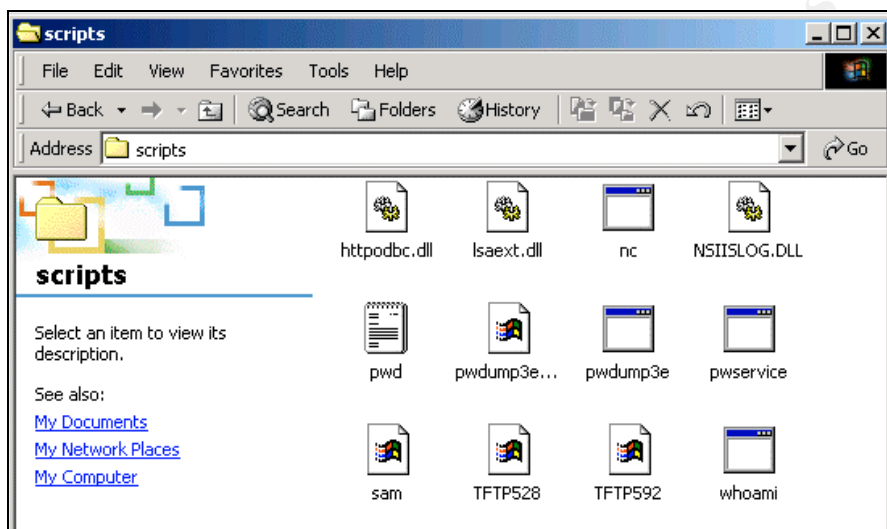 scripts
File Edit View Favorites Tools Help
Back Search Folders History
Address scripts Go
scripts
Select an item to view its
description.
See also:
My Documents
My Network Places
My Computer
httpodbc.dll lsaext.dll nc NSIISLOG.DLL
pwd pwdump3e... pwdump3e pwservice
sam TFTP528 TFTP592 whoami